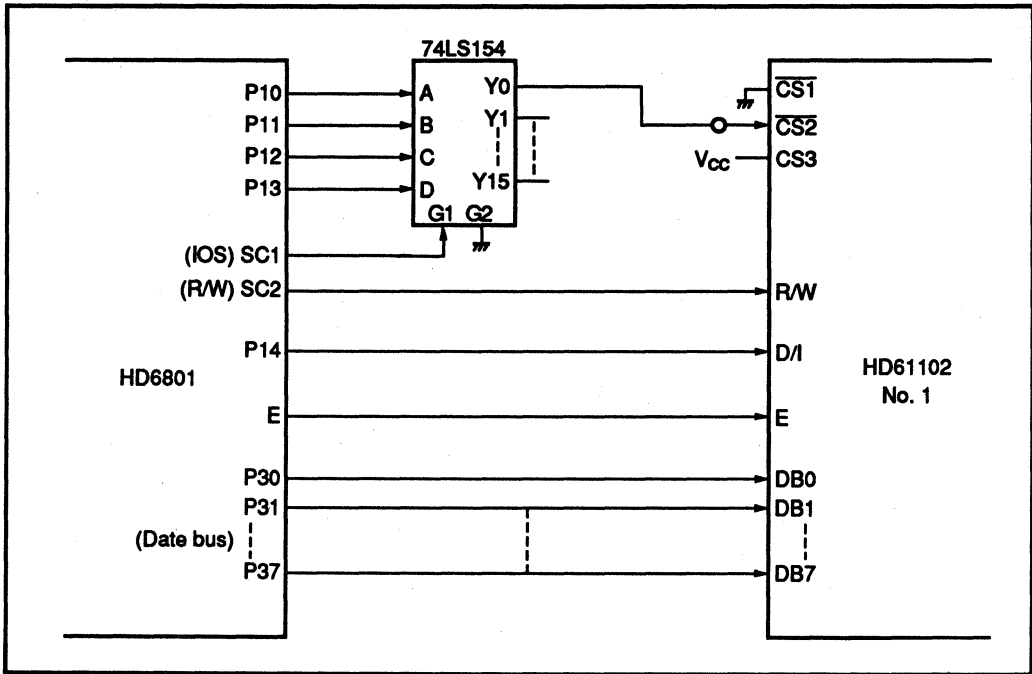 74LS154
P10 A Y0 CS1
P11 B Y1 CS2
P12 C VCC CS3
P13 D Y15
G1 G2
(IOS) SC1
(R/W) SC2 R/W
P14 D/I
HD6801 HD61102
No. 1
E E
P30 DB0
P31 DB1
(Date bus)
P37 DB7